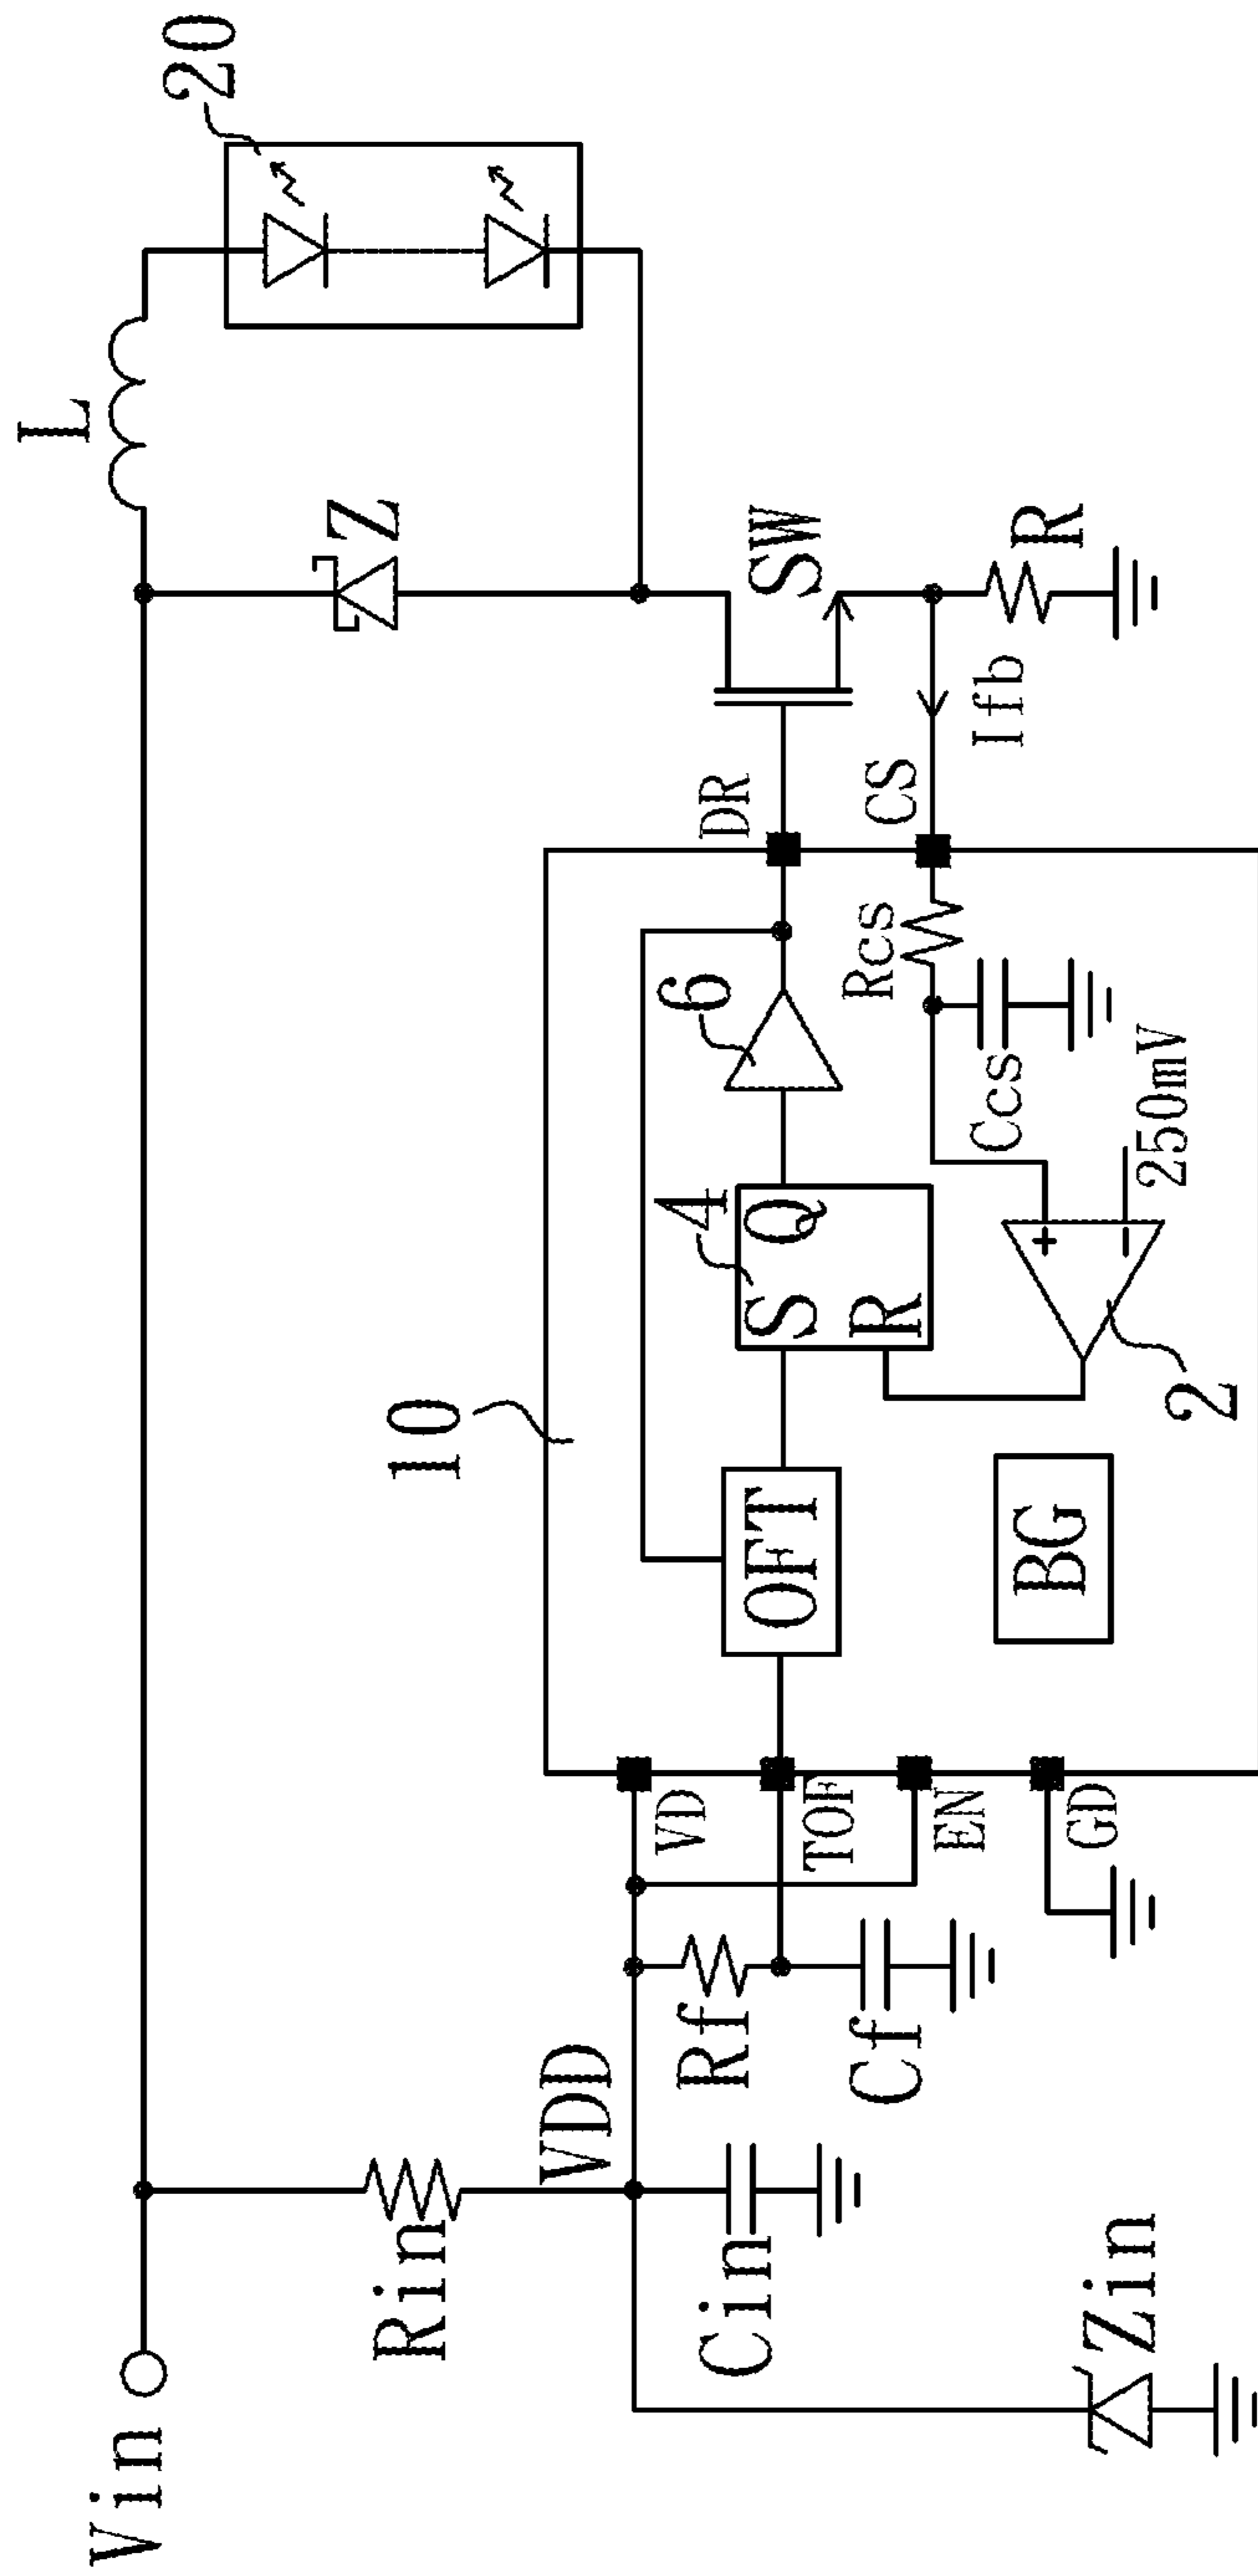 Vin
Rin
VDD
Cin
Zin
Rf
Cf
VD
TOF
EN
GD
10
OFT
BG
4
S Q
R
2
+
-
250mV
6
Rcs
Ccs
DR
CS
Ifb
SW
R
Z
L
20